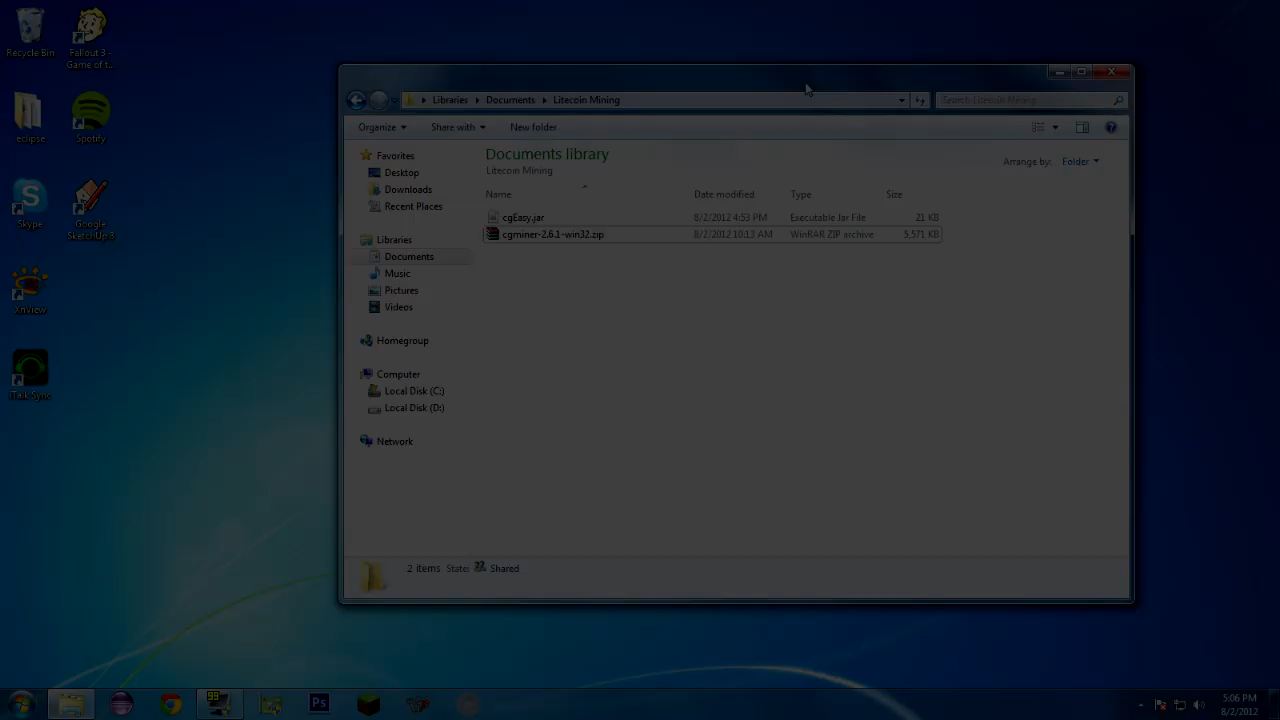 Recycle Bin
Fallout 3 -
Game of t...
eclipse
Spotify
Skype
Google
SketchUp 8
XnView
iTalk Sync
Libraries
Documents
Litecoin Mining
Search Litecoin Mining
Organize
Share with
New folder
Documents library
Litecoin Mining
Arrange by:
Folder
Favorites
Desktop
Downloads
Recent Places
Libraries
Documents
Music
Pictures
Videos
Homegroup
Computer
Local Disk (C:)
Local Disk (D:)
Network
Name
Date modified
Type
Size
cgEasy.jar
8/2/2012 4:53 PM
Executable Jar File
21 KB
cgminer-2.6.1-win32.zip
8/2/2012 10:13 AM
WinRAR ZIP archive
5,571 KB
2 items
State:
Shared
99
Ps
5:06 PM
8/2/2012